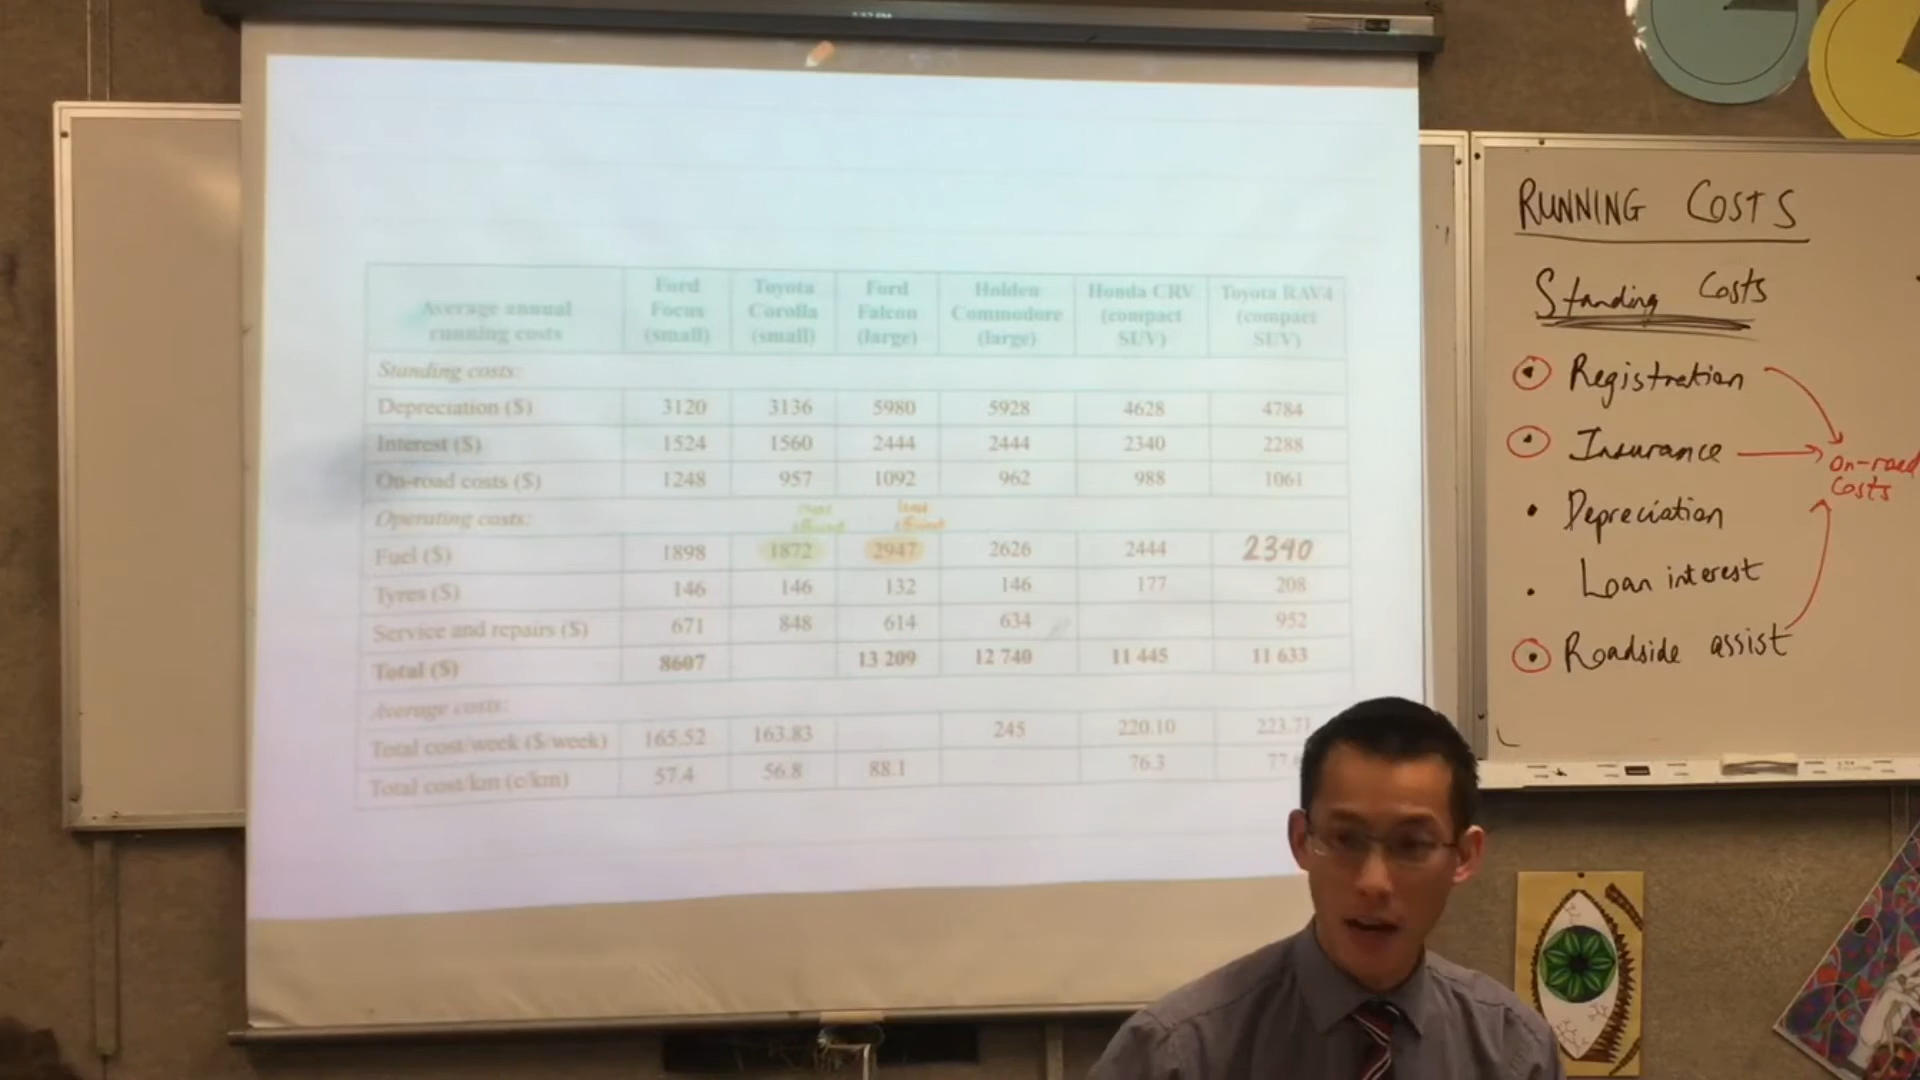 Average annual running costs | Ford Focus (small) | Toyota Corolla (small) | Ford Falcon (large) | Holden Commodore (large) | Honda CRV (compact SUV) | Toyota RAV4 (compact SUV)
Standing costs:
Depreciation ($) 3120 3136 5980 5928 4628 4784
Interest ($) 1524 1560 2444 2444 2340 2288
On-road costs ($) 1248 957 1092 962 988 1061
Operating costs:
Fuel ($) 1898 1872 2947 2626 2444 2340
Tyres ($) 146 146 132 146 177 208
Service and repairs ($) 671 848 614 634 952
Total ($) 8607 13 209 12 740 11 445 11 633
Average costs:
Total cost/week ($/week) 165.52 163.83 245 220.10 223.71
Total cost/km (c/km) 57.4 56.8 88.1 76.3
RUNNING COSTS
Standing Costs
• Registration
• Insurance
On-road
Costs
• Depreciation
• Loan interest
• Roadside assist